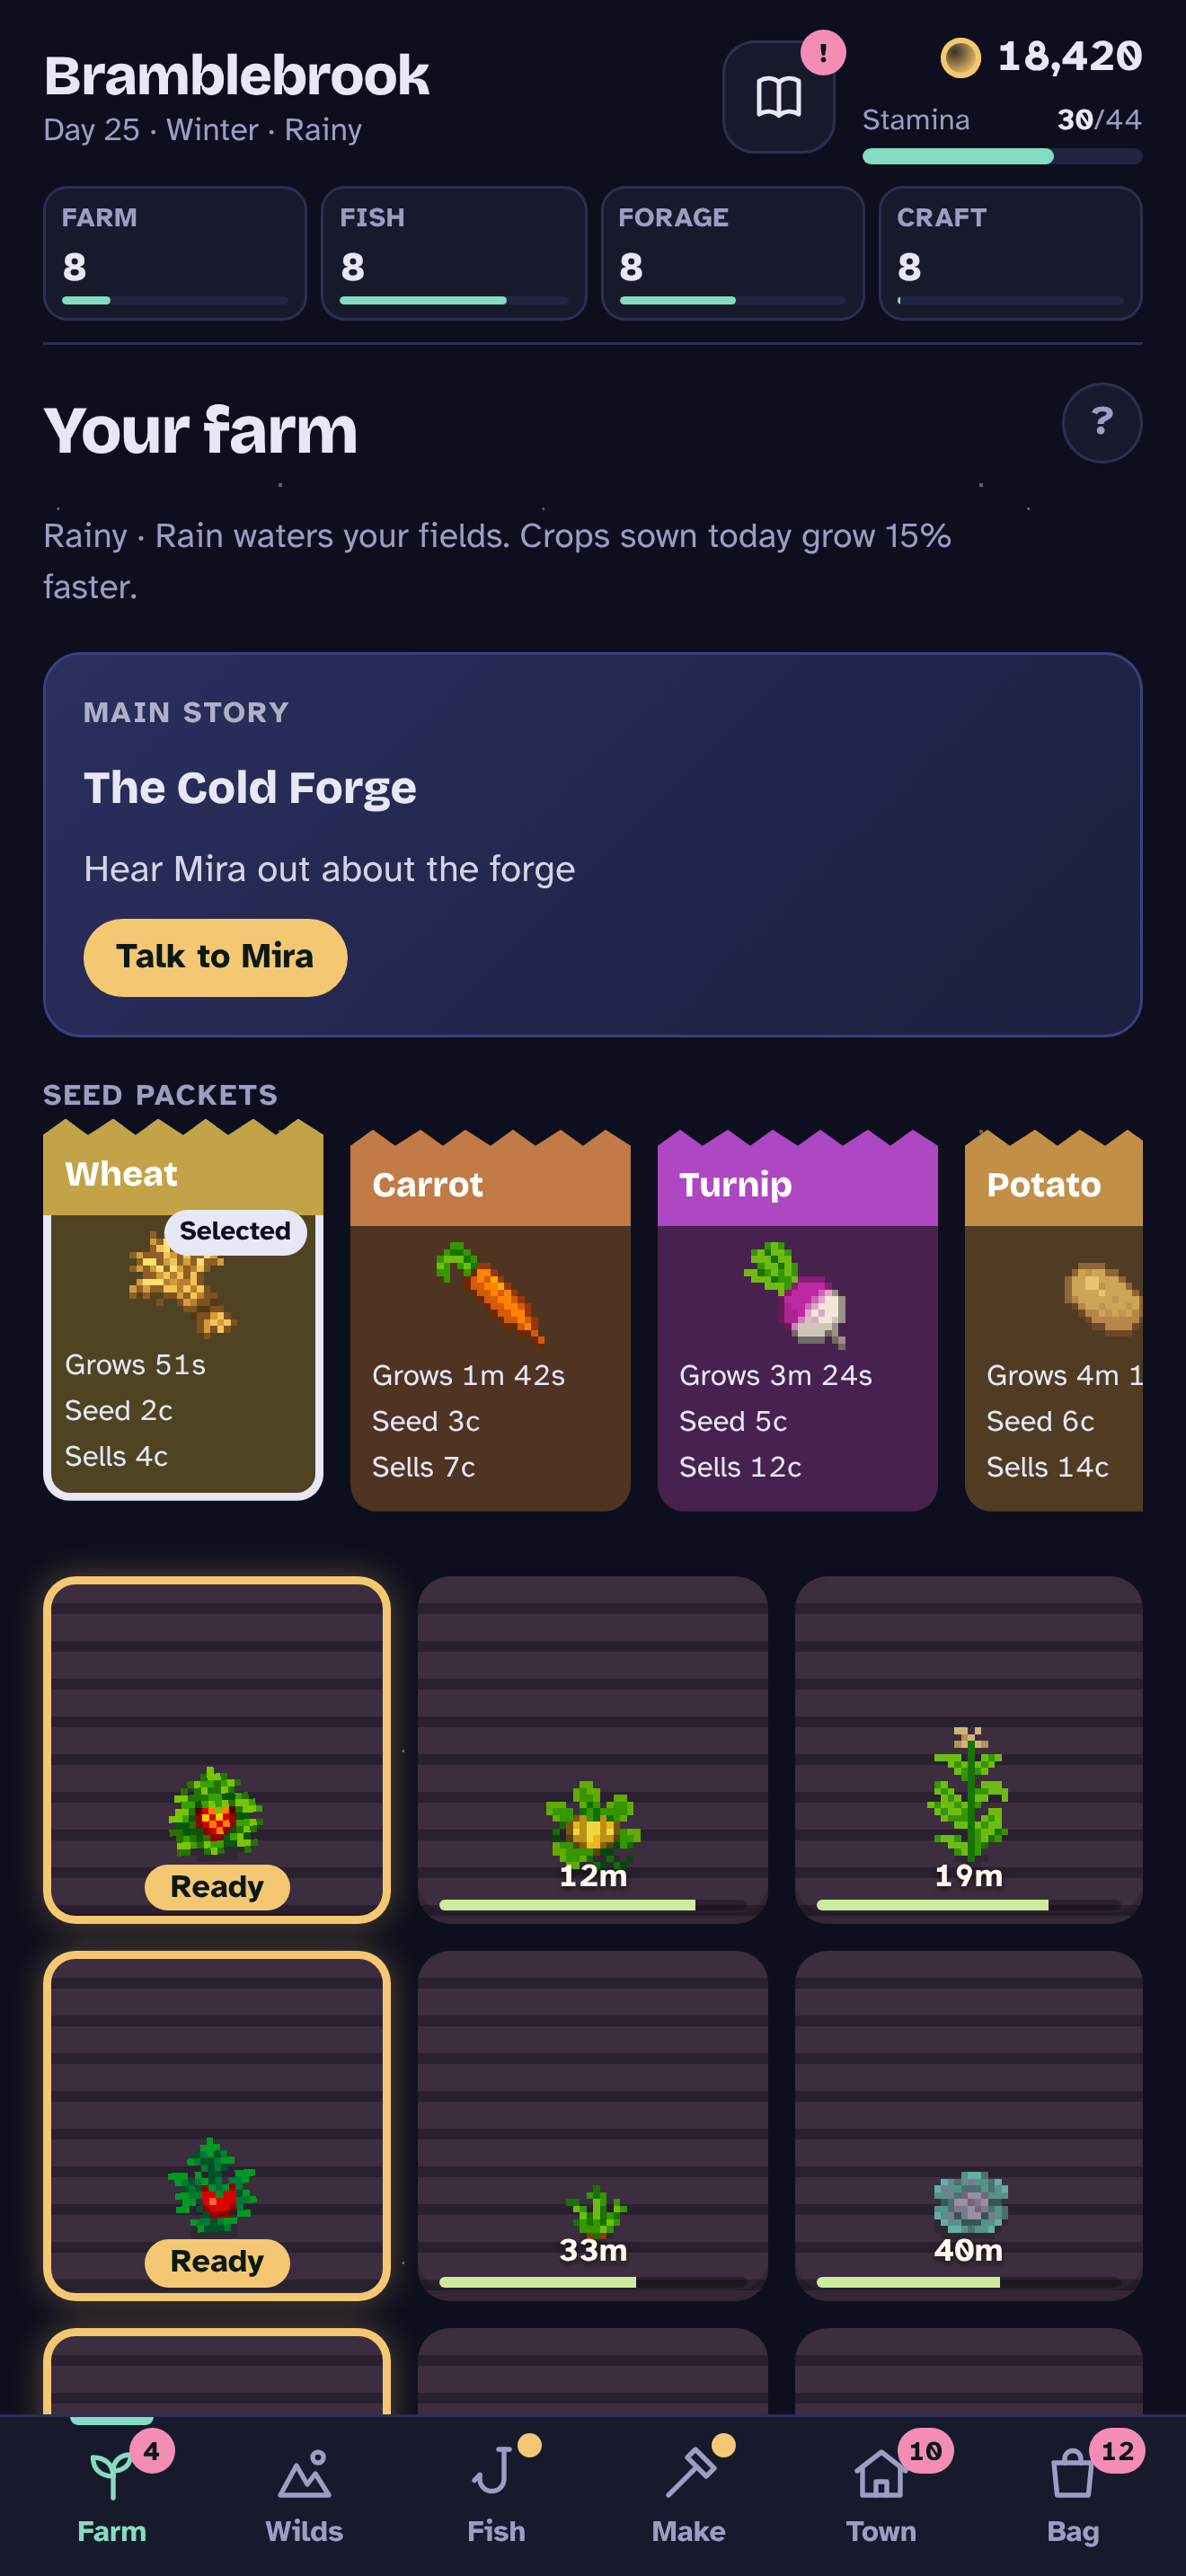 Bramblebrook
Day 25 · Winter · Rainy
!
18,420
Stamina 30/44
FARM
8
FISH
8
FORAGE
8
CRAFT
8
Your farm
?
Rainy · Rain waters your fields. Crops sown today grow 15%
faster.
MAIN STORY
The Cold Forge
Hear Mira out about the forge
Talk to Mira
SEED PACKETS
Wheat
Selected
Grows 51s
Seed 2c
Sells 4c
Carrot
Grows 1m 42s
Seed 3c
Sells 7c
Turnip
Grows 3m 24s
Seed 5c
Sells 12c
Potato
Grows 4m 1
Seed 6c
Sells 14c
Ready
12m
19m
Ready
33m
40m
4
Farm
Wilds
Fish
Make
10
Town
12
Bag